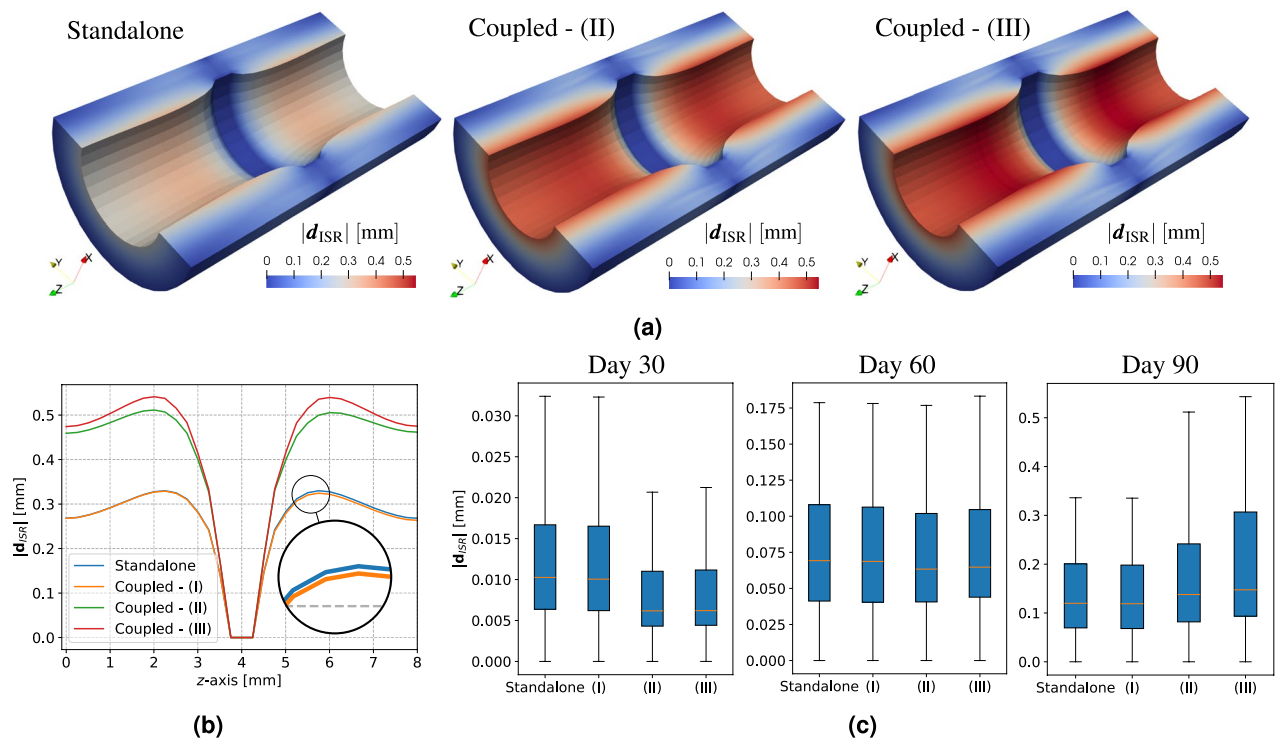 Standalone
Coupled - (II)
Coupled - (III)
|d_ISR| [mm]
0 0.1 0.2 0.3 0.4 0.5
X
Y
Z
|d_ISR| [mm]
0 0.1 0.2 0.3 0.4 0.5
X
Y
Z
|d_ISR| [mm]
0 0.1 0.2 0.3 0.4 0.5
X
Y
Z
(a)
|d_ISR| [mm]
0.5
0.4
0.3
0.2
0.1
0.0
Standalone
Coupled - (I)
Coupled - (II)
Coupled - (III)
0 1 2 3 4 5 6 7 8
z-axis [mm]
(b)
Day 30
|d_ISR| [mm]
0.030
0.025
0.020
0.015
0.010
0.005
0.000
Standalone (I) (II) (III)
Day 60
0.175
0.150
0.125
0.100
0.075
0.050
0.025
0.000
Standalone (I) (II) (III)
Day 90
0.5
0.4
0.3
0.2
0.1
0.0
Standalone (I) (II) (III)
(c)